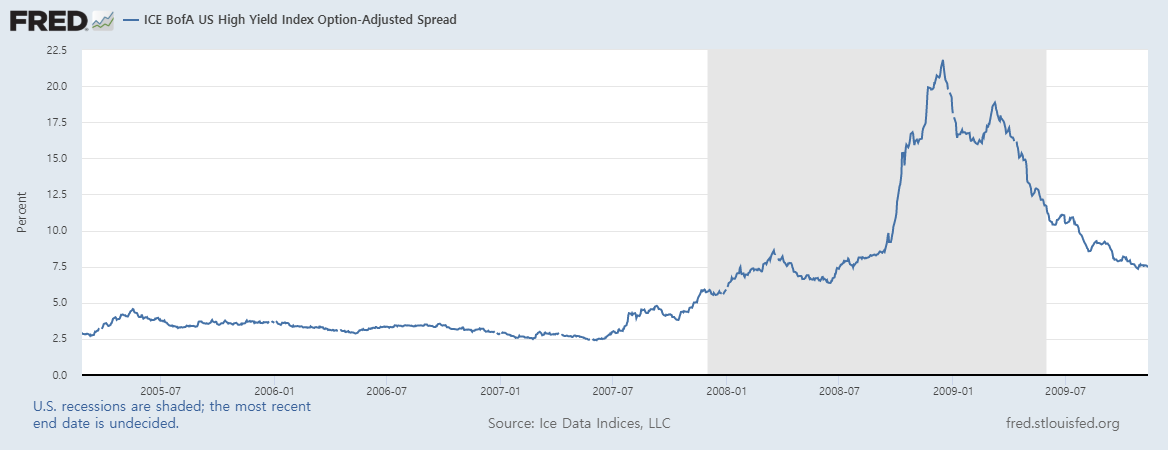 FRED
ICE BofA US High Yield Index Option-Adjusted Spread
22.5
20.0
17.5
15.0
12.5
10.0
7.5
5.0
2.5
0.0
Percent
2005-07
2006-01
2006-07
2007-01
2007-07
2008-01
2008-07
2009-01
2009-07
U.S. recessions are shaded; the most recent
end date is undecided.
Source: Ice Data Indices, LLC
fred.stlouisfed.org